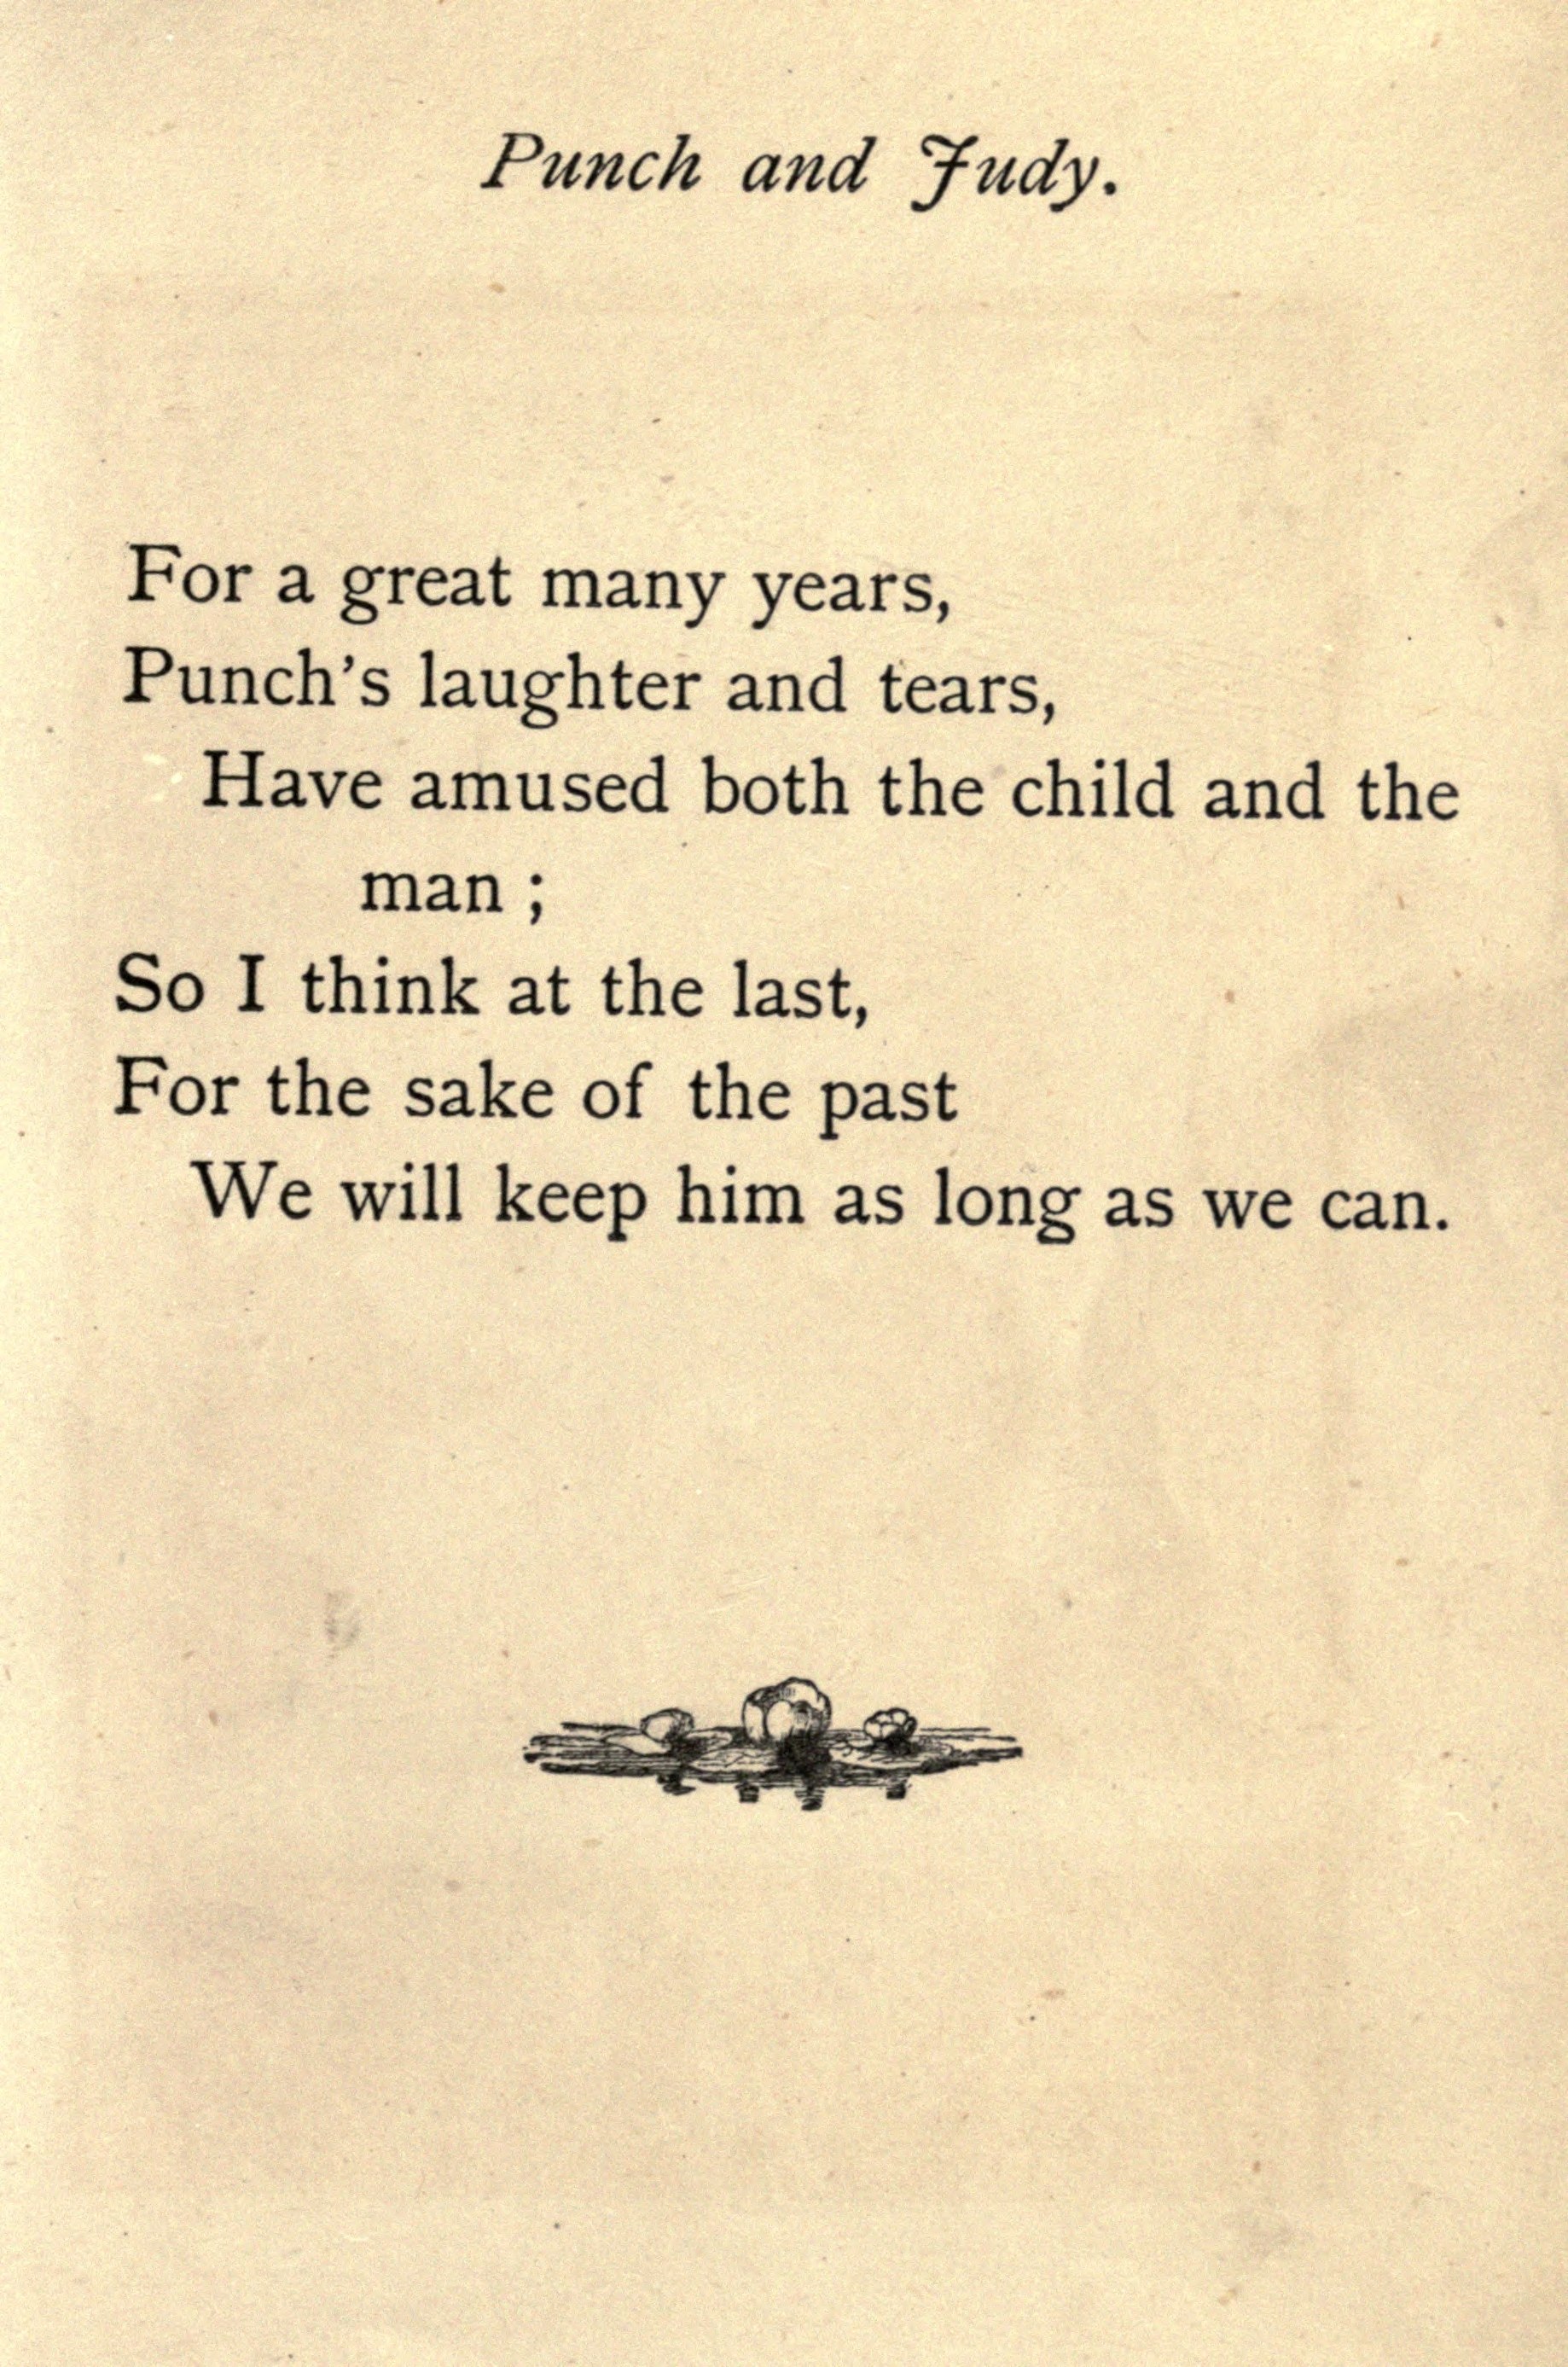 Punch and Judy.
For a great many years,
Punch's laughter and tears,
Have amused both the child and the
man ;
So I think at the last,
For the sake of the past
We will keep him as long as we can.